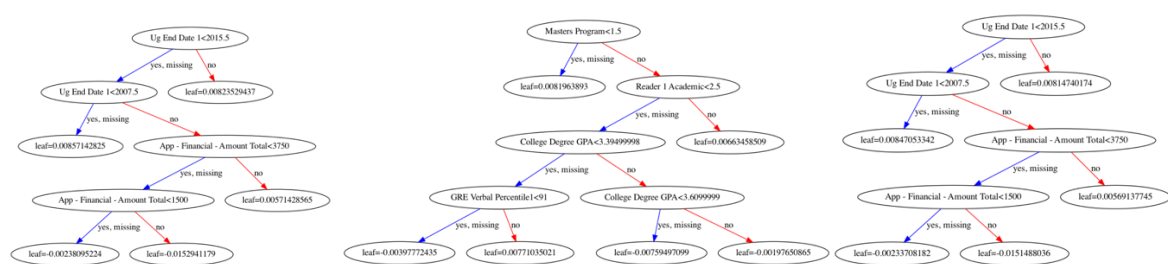 Ug End Date 1<2015.5
yes, missing
no
Ug End Date 1<2007.5
leaf=0.00823529437
yes, missing
no
leaf=0.00857142825
App - Financial - Amount Total<3750
yes, missing
no
App - Financial - Amount Total<1500
leaf=0.00571428565
yes, missing
no
leaf=-0.00238095224
leaf=-0.0152941179
Masters Program<1.5
yes, missing
no
leaf=0.0081963893
Reader 1 Academic<2.5
yes, missing
no
College Degree GPA<3.39499998
leaf=0.00663458509
yes, missing
no
GRE Verbal Percentile1<91
College Degree GPA<3.6099999
yes, missing
no
yes, missing
no
leaf=-0.00397772435
leaf=0.00771035021
leaf=-0.00759497099
leaf=-0.00197650865
Ug End Date 1<2015.5
yes, missing
no
Ug End Date 1<2007.5
leaf=0.00814740174
yes, missing
no
leaf=0.00847053342
App - Financial - Amount Total<3750
yes, missing
no
App - Financial - Amount Total<1500
leaf=0.00569137745
yes, missing
no
leaf=-0.00233708182
leaf=-0.0151488036